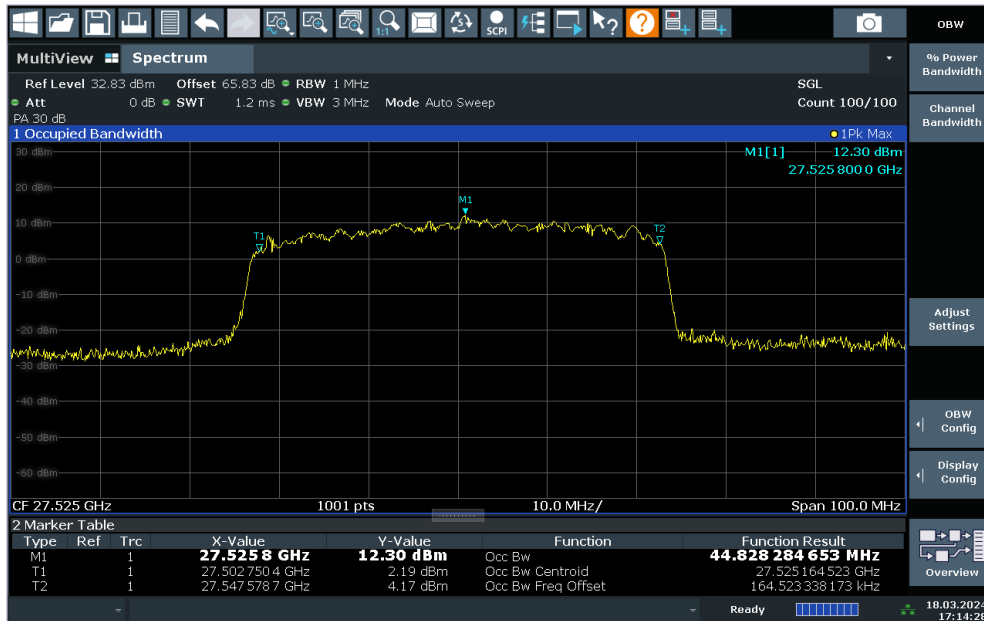 1:1
SCPI
OBW
MultiView Spectrum
Ref Level 32.83 dBm Offset 65.83 dB RBW 1 MHz SGL
Att 0 dB SWT 1.2 ms VBW 3 MHz Mode Auto Sweep Count 100/100
PA 30 dB
1 Occupied Bandwidth 1Pk Max
30 dBm
M1[1] 12.30 dBm
27.525 800 0 GHz
20 dBm
M1
10 dBm
T1
T2
0 dBm
-10 dBm
-20 dBm
-30 dBm
-40 dBm
-50 dBm
-60 dBm
CF 27.525 GHz 1001 pts 10.0 MHz/ Span 100.0 MHz
2 Marker Table
Type Ref Trc X-Value Y-Value Function Function Result
M1 1 27.525 8 GHz 12.30 dBm Occ Bw 44.828 284 653 MHz
T1 1 27.502 750 4 GHz 2.19 dBm Occ Bw Centroid 27.525 164 523 GHz
T2 1 27.547 578 7 GHz 4.17 dBm Occ Bw Freq Offset 164.523 338 173 kHz
% Power
Bandwidth
Channel
Bandwidth
Adjust
Settings
OBW
Config
Display
Config
Overview
Ready
18.03.2024
17:14:28